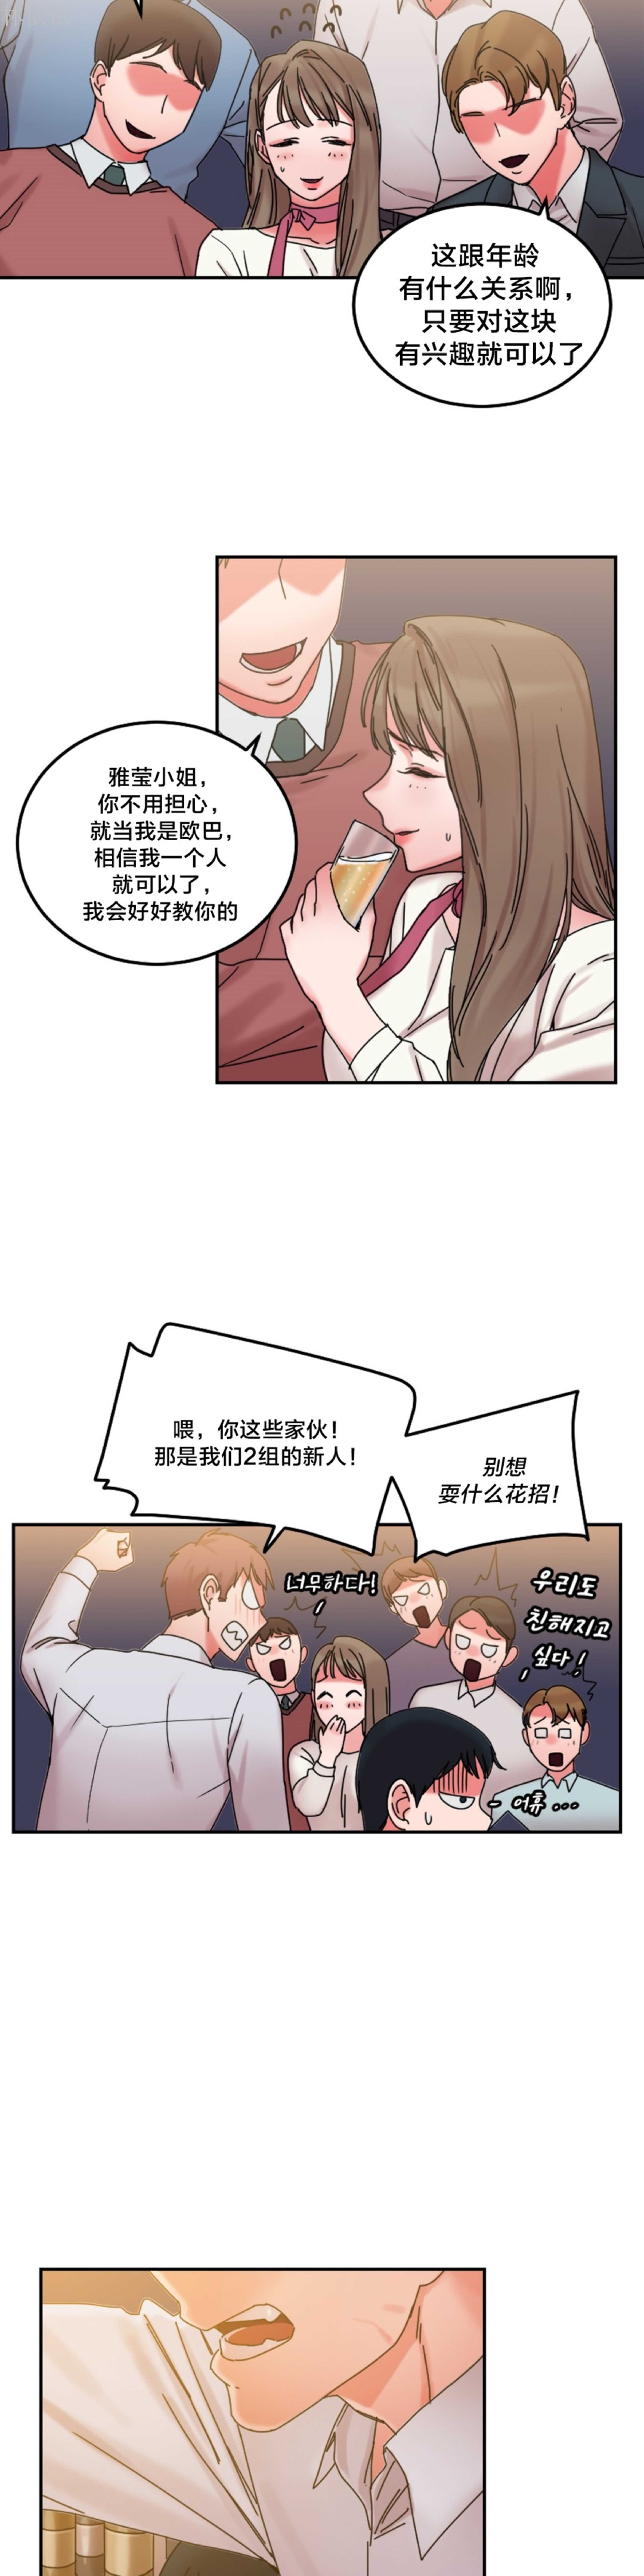 这跟年龄
有什么关系啊，
只要对这块
有兴趣就可以了
雅莹小姐，
你不用担心，
就当我是欧巴，
相信我一个人
就可以了，
我会好好教你的
喂，你这些家伙！
那是我们2组的新人！
别想
耍什么花招！
너무하다!
우리도
친해지고
싶다!
어휴 ...